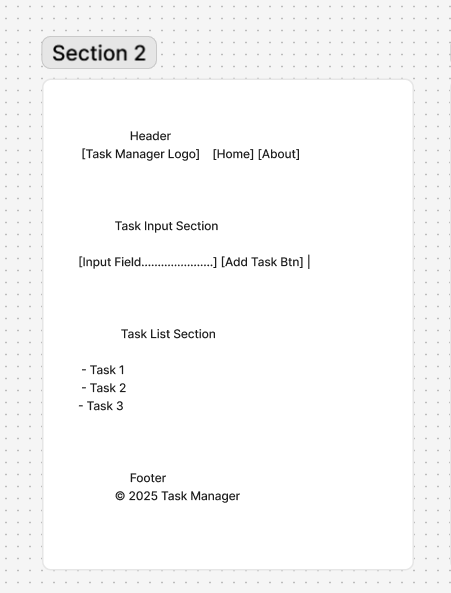 Section 2
Header
[Task Manager Logo] [Home] [About]
Task Input Section
[Input Field......................] [Add Task Btn] |
Task List Section
- Task 1
- Task 2
- Task 3
Footer
© 2025 Task Manager